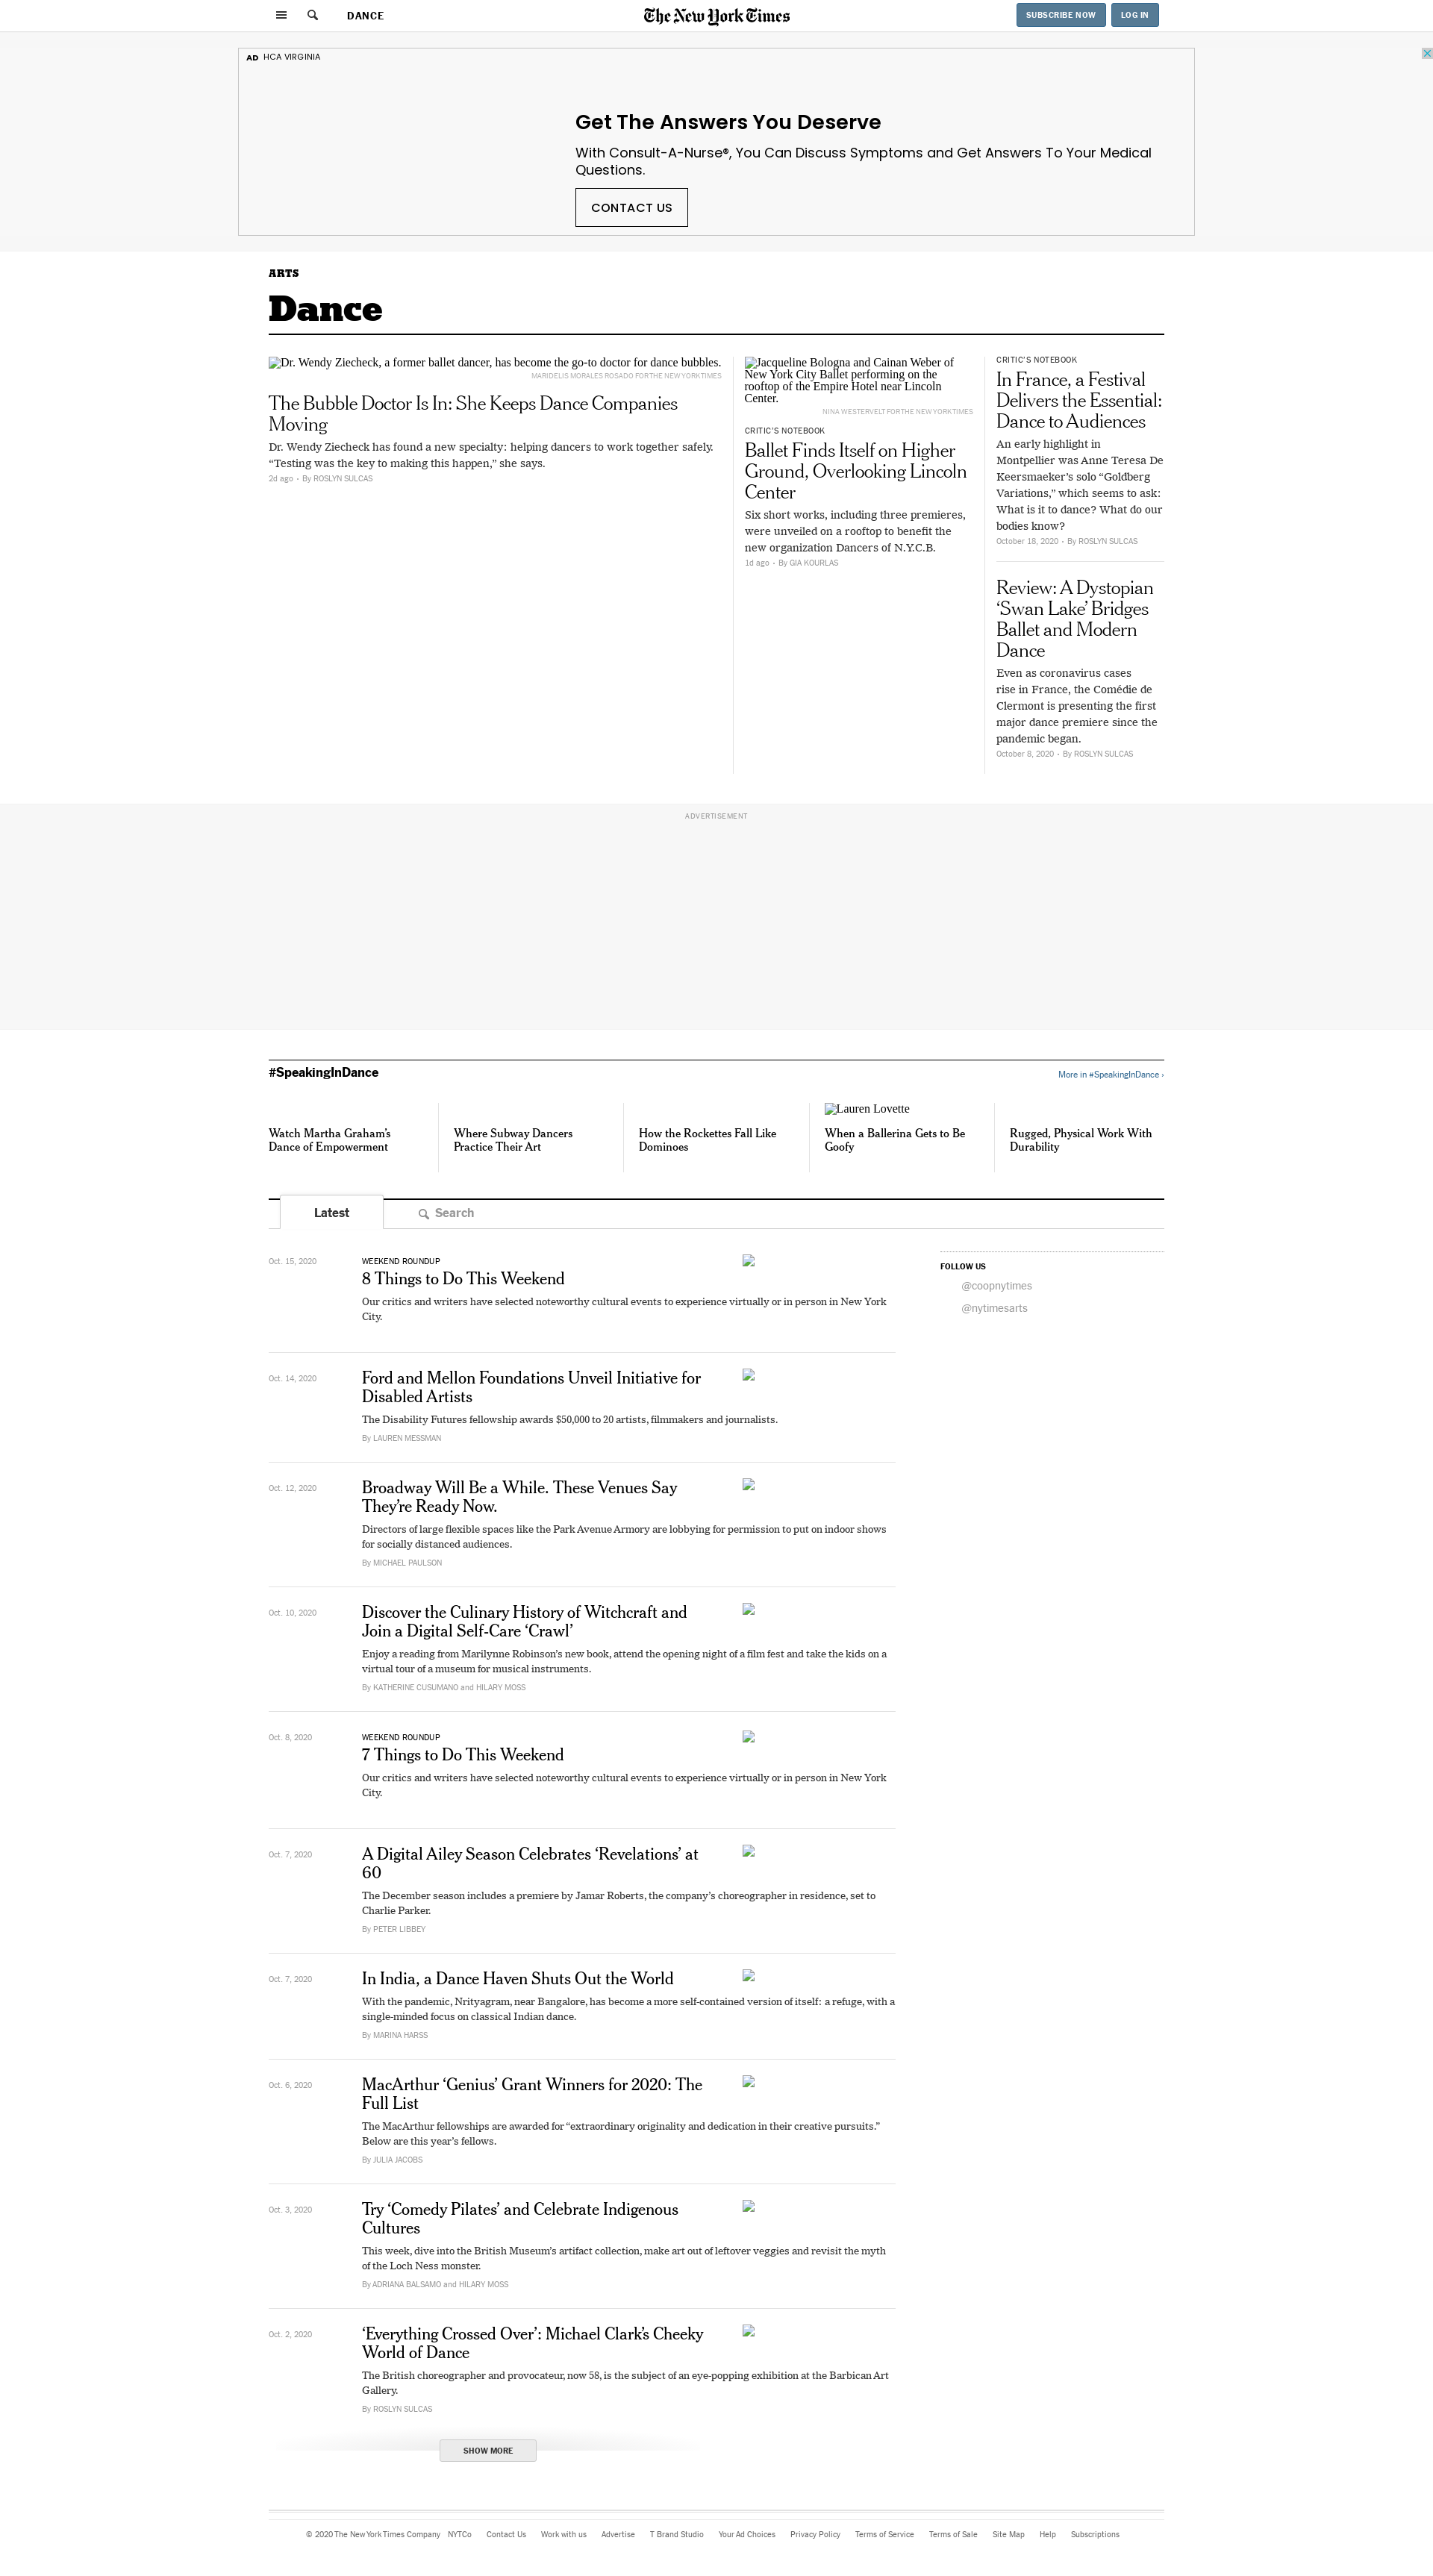 DANCE
The New York Times
SUBSCRIBE NOW
LOG IN
AD HCA VIRGINIA
Get The Answers You Deserve
With Consult-A-Nurse®, You Can Discuss Symptoms and Get Answers To Your Medical
Questions.
CONTACT US
ARTS
Dance
Dr. Wendy Ziecheck, a former ballet dancer, has become the go-to doctor for dance bubbles.
MARIDELIS MORALES ROSADO FOR THE NEW YORK TIMES
The Bubble Doctor Is In: She Keeps Dance Companies
Moving
Dr. Wendy Ziecheck has found a new specialty: helping dancers to work together safely.
“Testing was the key to making this happen,” she says.
2d ago • By ROSLYN SULCAS
Jacqueline Bologna and Cainan Weber of
New York City Ballet performing on the
rooftop of the Empire Hotel near Lincoln
Center.
NINA WESTERVELT FOR THE NEW YORK TIMES
CRITIC’S NOTEBOOK
Ballet Finds Itself on Higher
Ground, Overlooking Lincoln
Center
Six short works, including three premieres,
were unveiled on a rooftop to benefit the
new organization Dancers of N.Y.C.B.
1d ago • By GIA KOURLAS
CRITIC’S NOTEBOOK
In France, a Festival
Delivers the Essential:
Dance to Audiences
An early highlight in
Montpellier was Anne Teresa De
Keersmaeker’s solo “Goldberg
Variations,” which seems to ask:
What is it to dance? What do our
bodies know?
October 18, 2020 • By ROSLYN SULCAS
Review: A Dystopian
‘Swan Lake’ Bridges
Ballet and Modern
Dance
Even as coronavirus cases
rise in France, the Comédie de
Clermont is presenting the first
major dance premiere since the
pandemic began.
October 8, 2020 • By ROSLYN SULCAS
ADVERTISEMENT
#SpeakingInDance
More in #SpeakingInDance ›
Watch Martha Graham’s
Dance of Empowerment
Where Subway Dancers
Practice Their Art
How the Rockettes Fall Like
Dominoes
Lauren Lovette
When a Ballerina Gets to Be
Goofy
Rugged, Physical Work With
Durability
Latest
Search
Oct. 15, 2020
WEEKEND ROUNDUP
8 Things to Do This Weekend
Our critics and writers have selected noteworthy cultural events to experience virtually or in person in New York
City.
FOLLOW US
@coopnytimes
@nytimesarts
Oct. 14, 2020
Ford and Mellon Foundations Unveil Initiative for
Disabled Artists
The Disability Futures fellowship awards $50,000 to 20 artists, filmmakers and journalists.
By LAUREN MESSMAN
Oct. 12, 2020
Broadway Will Be a While. These Venues Say
They’re Ready Now.
Directors of large flexible spaces like the Park Avenue Armory are lobbying for permission to put on indoor shows
for socially distanced audiences.
By MICHAEL PAULSON
Oct. 10, 2020
Discover the Culinary History of Witchcraft and
Join a Digital Self-Care ‘Crawl’
Enjoy a reading from Marilynne Robinson’s new book, attend the opening night of a film fest and take the kids on a
virtual tour of a museum for musical instruments.
By KATHERINE CUSUMANO and HILARY MOSS
Oct. 8, 2020
WEEKEND ROUNDUP
7 Things to Do This Weekend
Our critics and writers have selected noteworthy cultural events to experience virtually or in person in New York
City.
Oct. 7, 2020
A Digital Ailey Season Celebrates ‘Revelations’ at
60
The December season includes a premiere by Jamar Roberts, the company’s choreographer in residence, set to
Charlie Parker.
By PETER LIBBEY
Oct. 7, 2020
In India, a Dance Haven Shuts Out the World
With the pandemic, Nrityagram, near Bangalore, has become a more self-contained version of itself: a refuge, with a
single-minded focus on classical Indian dance.
By MARINA HARSS
Oct. 6, 2020
MacArthur ‘Genius’ Grant Winners for 2020: The
Full List
The MacArthur fellowships are awarded for “extraordinary originality and dedication in their creative pursuits.”
Below are this year’s fellows.
By JULIA JACOBS
Oct. 3, 2020
Try ‘Comedy Pilates’ and Celebrate Indigenous
Cultures
This week, dive into the British Museum’s artifact collection, make art out of leftover veggies and revisit the myth
of the Loch Ness monster.
By ADRIANA BALSAMO and HILARY MOSS
Oct. 2, 2020
‘Everything Crossed Over’: Michael Clark’s Cheeky
World of Dance
The British choreographer and provocateur, now 58, is the subject of an eye-popping exhibition at the Barbican Art
Gallery.
By ROSLYN SULCAS
SHOW MORE
© 2020 The New York Times Company NYTCo Contact Us Work with us Advertise T Brand Studio Your Ad Choices Privacy Policy Terms of Service Terms of Sale Site Map Help Subscriptions